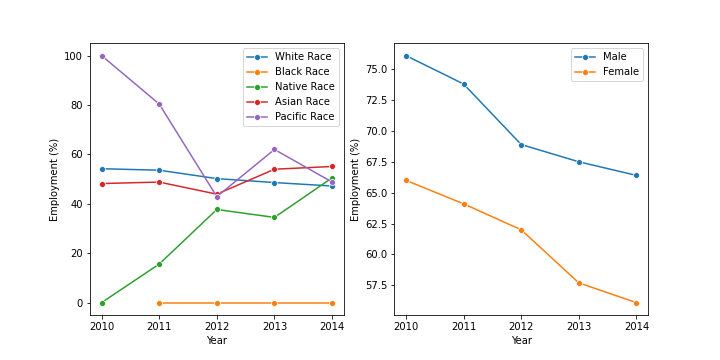 100
80
60
40
20
0
Employment (%)
2010 2011 2012 2013 2014
Year
White Race
Black Race
Native Race
Asian Race
Pacific Race
75.0
72.5
70.0
67.5
65.0
62.5
60.0
57.5
Employment (%)
2010 2011 2012 2013 2014
Year
Male
Female